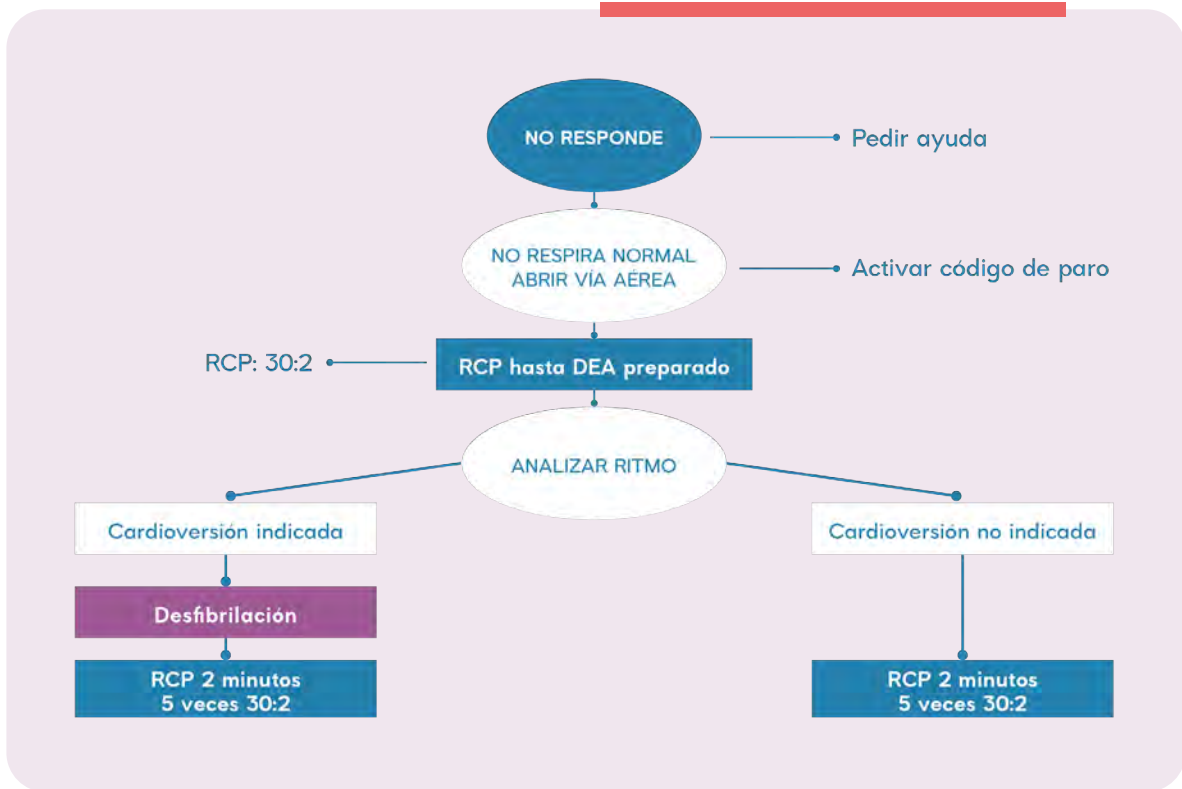 NO RESPONDE
Pedir ayuda
NO RESPIRA NORMAL
ABRIR VÍA AÉREA
Activar código de paro
RCP: 30:2
RCP hasta DEA preparado
ANALIZAR RITMO
Cardioversión indicada
Cardioversión no indicada
Desfibrilación
RCP 2 minutos
5 veces 30:2
RCP 2 minutos
5 veces 30:2